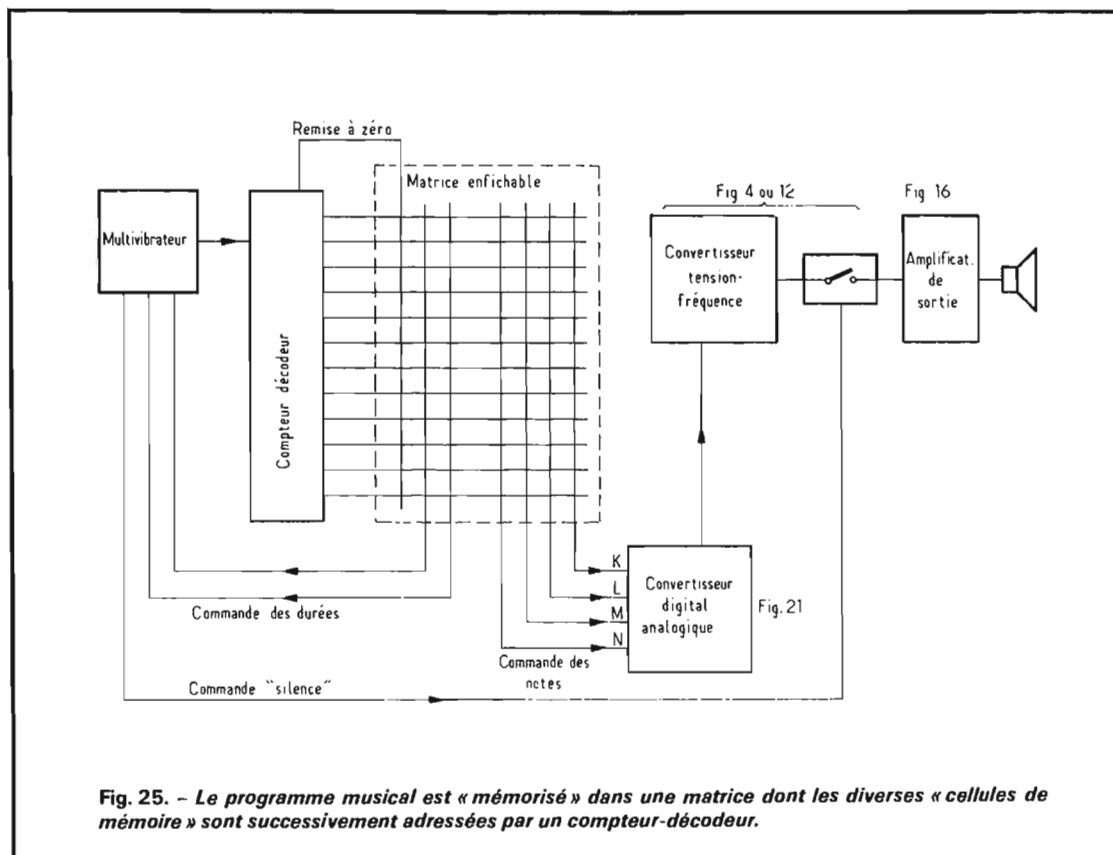 Remise à zéro
Matrice enfichable
Fig 4 ou 12
Fig 16
Multivibrateur
Compteur décodeur
Convertisseur
tension-
fréquence
Amplificat.
de
sortie
K
L
M
N
Convertisseur
digital
analogique
Fig. 21
Commande des durées
Commande des
notes
Commande "silence"
Fig. 25. – Le programme musical est « mémorisé » dans une matrice dont les diverses « cellules de
mémoire » sont successivement adressées par un compteur-décodeur.